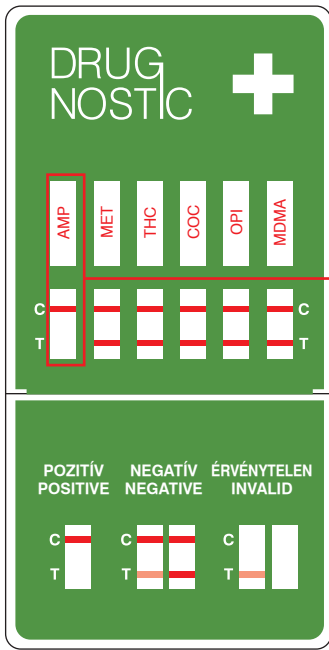 DRUG
NOSTIC
AMP MET THC COC OPI MDMA
C C
T T
POZITÍV NEGATÍV ÉRVÉNYTELEN
POSITIVE NEGATIVE INVALID
C C C
T T T